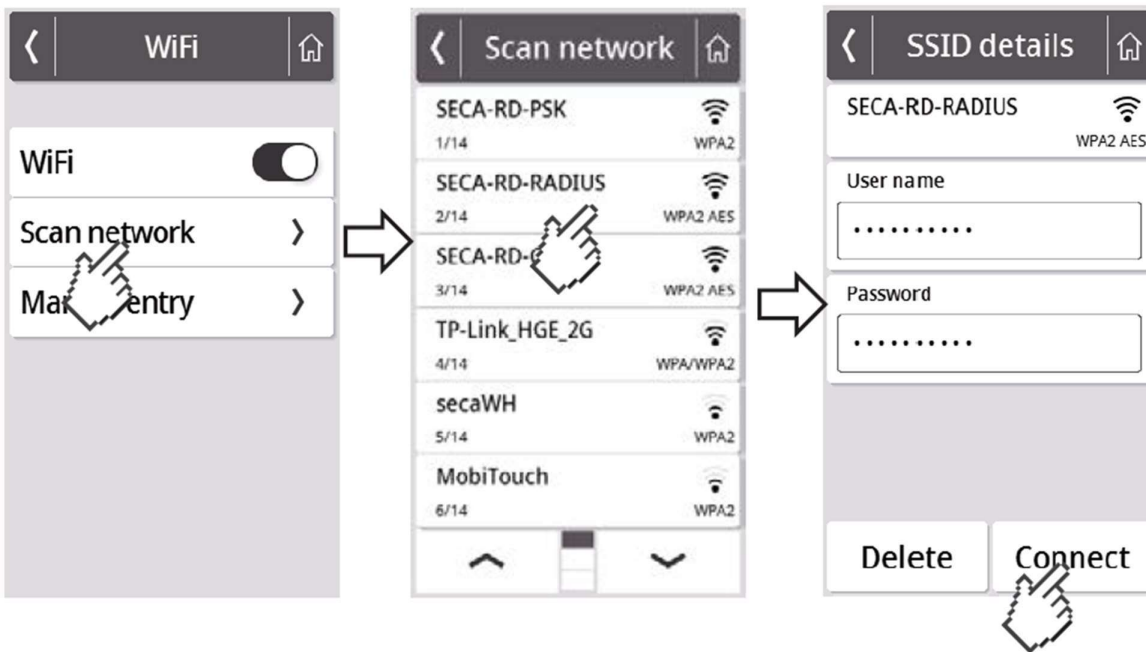 WiFi
WiFi
Scan network
entry
Scan network
SECA-RD-PSK
1/14
WPA2
SECA-RD-RADIUS
2/14
WPA2 AES
SECA-RD-
3/14
WPA2 AES
TP-Link_HGE_2G
4/14
WPA/WPA2
secaWH
5/14
WPA2
MobiTouch
6/14
WPA2
SSID details
SECA-RD-RADIUS
WPA2 AES
User name
..........
Password
..........
Delete
Connect